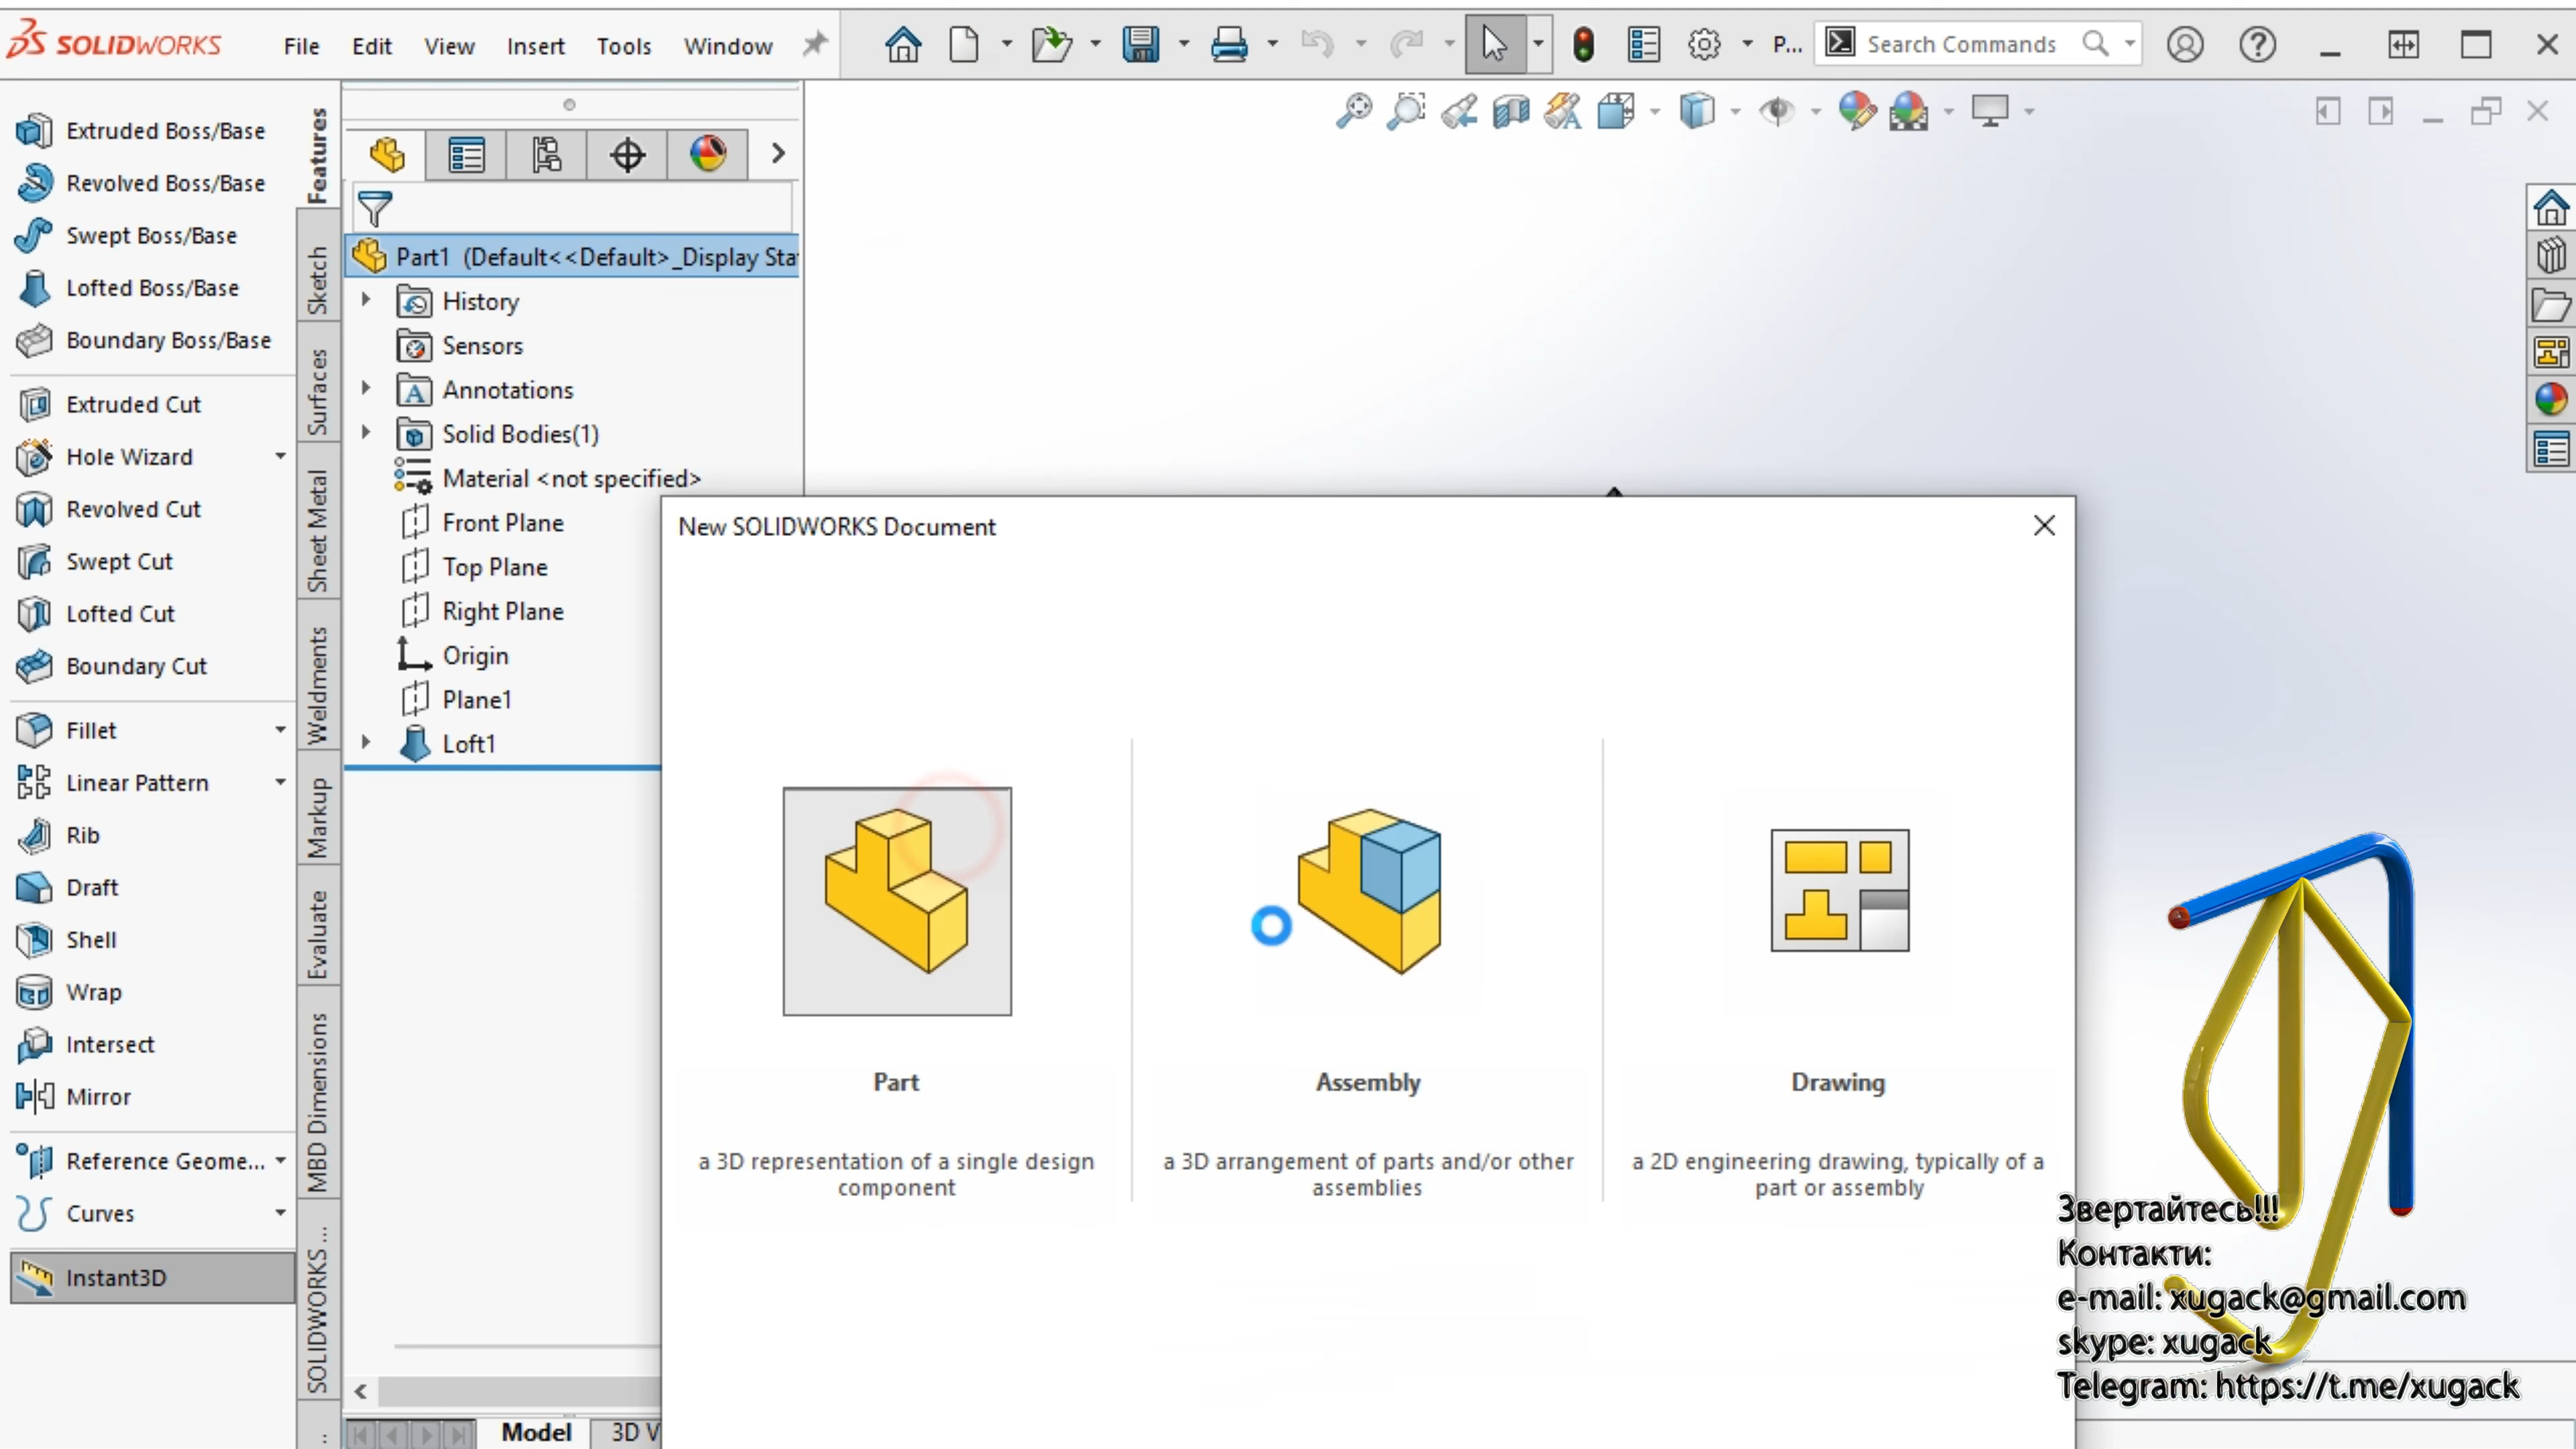 SOLIDWORKS
File Edit View Insert Tools Window
P...
Search Commands
Extruded Boss/Base
Revolved Boss/Base
Swept Boss/Base
Lofted Boss/Base
Boundary Boss/Base
Extruded Cut
Hole Wizard
Revolved Cut
Swept Cut
Lofted Cut
Boundary Cut
Fillet
Linear Pattern
Rib
Draft
Shell
Wrap
Intersect
Mirror
Reference Geome...
Curves
Instant3D
Features
Sketch
Surfaces
Sheet Metal
Weldments
Markup
Evaluate
MBD Dimensions
SOLIDWORKS ...
Part1 (Default<<Default>_Display Sta
History
Sensors
Annotations
Solid Bodies(1)
Material <not specified>
Front Plane
Top Plane
Right Plane
Origin
Plane1
Loft1
Model 3D V
New SOLIDWORKS Document
Part
a 3D representation of a single design
component
Assembly
a 3D arrangement of parts and/or other
assemblies
Drawing
a 2D engineering drawing, typically of a
part or assembly
Звертайтесь!!!
Контакти:
e-mail: xugack@gmail.com
skype: xugack
Telegram: https://t.me/xugack